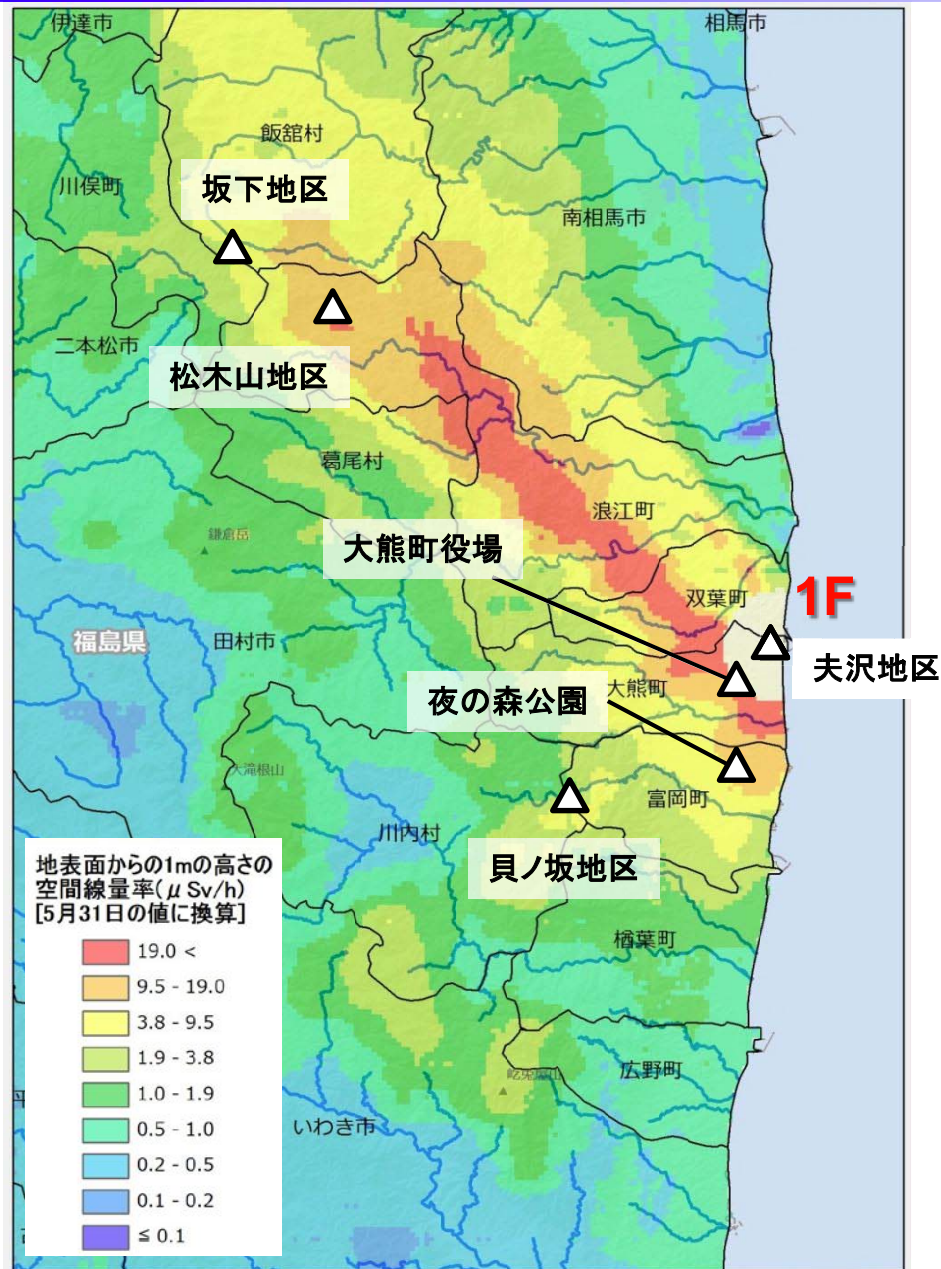 伊達市
相馬市
飯舘村
川俣町
坂下地区
南相馬市
二本松市
松木山地区
葛尾村
浪江町
鎌倉岳
大熊町役場
双葉町
1F
福島県
田村市
夫沢地区
大熊町
夜の森公園
大滝根山
富岡町
川内村
貝ノ坂地区
地表面からの1mの高さの
空間線量率(μSv/h)
[5月31日の値に換算]
19.0 <
9.5 - 19.0
3.8 - 9.5
1.9 - 3.8
1.0 - 1.9
0.5 - 1.0
0.2 - 0.5
0.1 - 0.2
≦ 0.1
楢葉町
広野町
いわき市